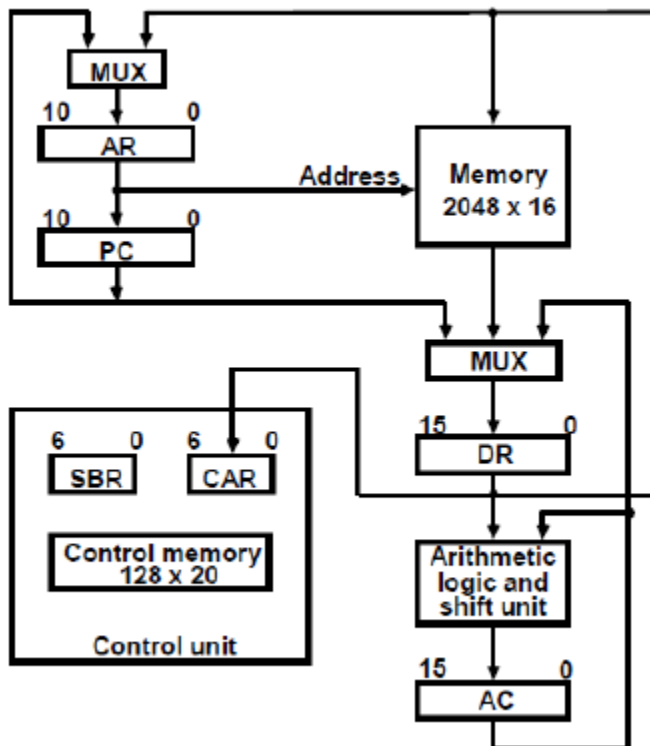 MUX
10 0
AR
Address
Memory
2048 x 16
10 0
PC
MUX
15 0
DR
6 0 6 0
SBR CAR
Control memory
128 x 20
Control unit
Arithmetic
logic and
shift unit
15 0
AC